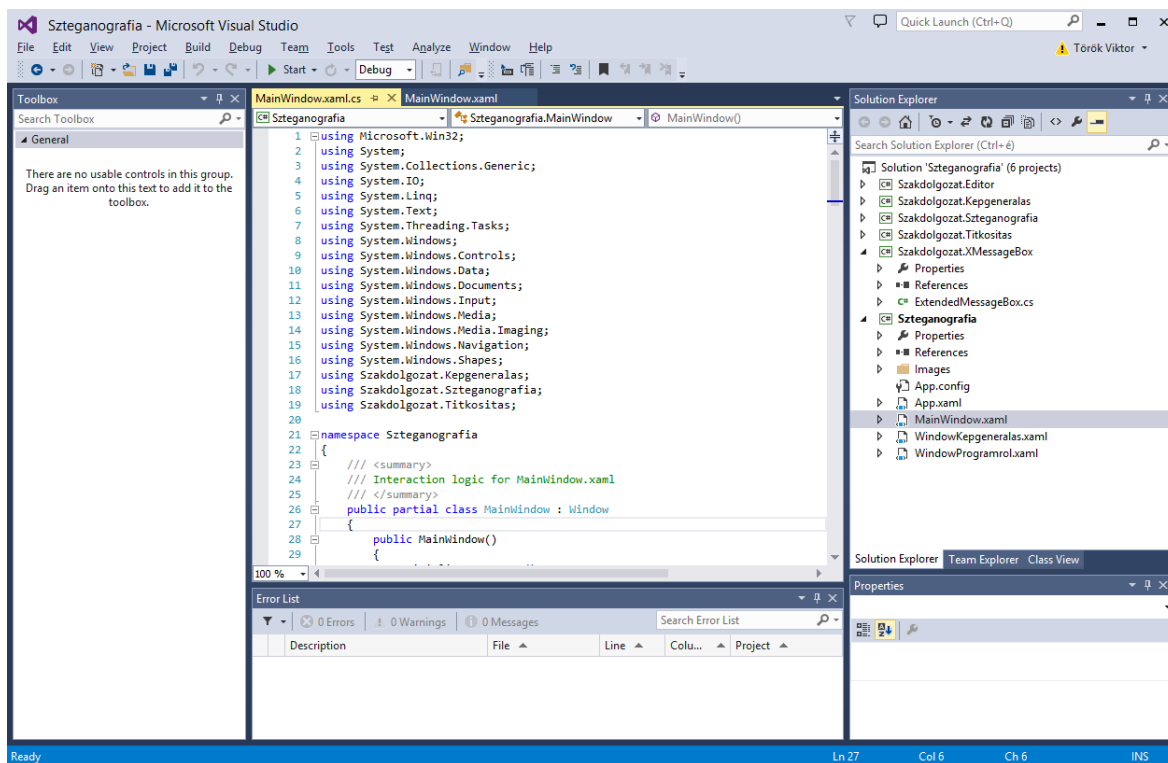 Szteganografia - Microsoft Visual Studio
Quick Launch (Ctrl+Q)
File Edit View Project Build Debug Team Tools Test Analyze Window Help
Török Viktor
Start Debug
Toolbox
Search Toolbox
General
There are no usable controls in this group.
Drag an item onto this text to add it to the
toolbox.
MainWindow.xaml.cs MainWindow.xaml
Szteganografia Szteganografia.MainWindow MainWindow()
1 using Microsoft.Win32;
2 using System;
3 using System.Collections.Generic;
4 using System.IO;
5 using System.Linq;
6 using System.Text;
7 using System.Threading.Tasks;
8 using System.Windows;
9 using System.Windows.Controls;
10 using System.Windows.Data;
11 using System.Windows.Documents;
12 using System.Windows.Input;
13 using System.Windows.Media;
14 using System.Windows.Media.Imaging;
15 using System.Windows.Navigation;
16 using System.Windows.Shapes;
17 using Szakdolgozat.Kepgeneralas;
18 using Szakdolgozat.Szteganografia;
19 using Szakdolgozat.Titkositas;
20
21 namespace Szteganografia
22 {
23 /// <summary>
24 /// Interaction logic for MainWindow.xaml
25 /// </summary>
26 public partial class MainWindow : Window
27 {
28 public MainWindow()
29 {
100 %
Error List
0 Errors 0 Warnings 0 Messages
Search Error List
Description File Line Colu... Project
Solution Explorer
Search Solution Explorer (Ctrl+é)
Solution 'Szteganografia' (6 projects)
C# Szakdolgozat.Editor
C# Szakdolgozat.Kepgeneralas
C# Szakdolgozat.Szteganografia
C# Szakdolgozat.Titkositas
C# Szakdolgozat.XMessageBox
Properties
References
C# ExtendedMessageBox.cs
C# Szteganografia
Properties
References
Images
App.config
App.xaml
MainWindow.xaml
WindowKepgeneralas.xaml
WindowProgramrol.xaml
Solution Explorer Team Explorer Class View
Properties
Ready Ln 27 Col 6 Ch 6 INS